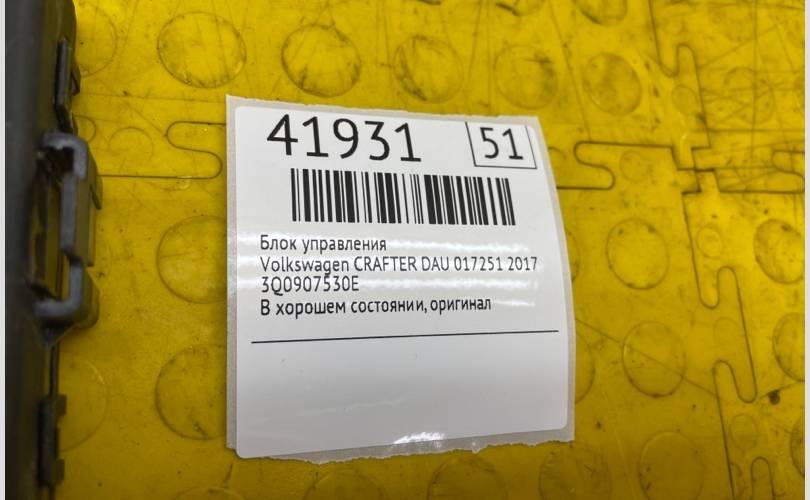 41931 51
Блок управления
Volkswagen CRAFTER DAU 017251 2017
3Q0907530E
В хорошем состоянии, оригинал